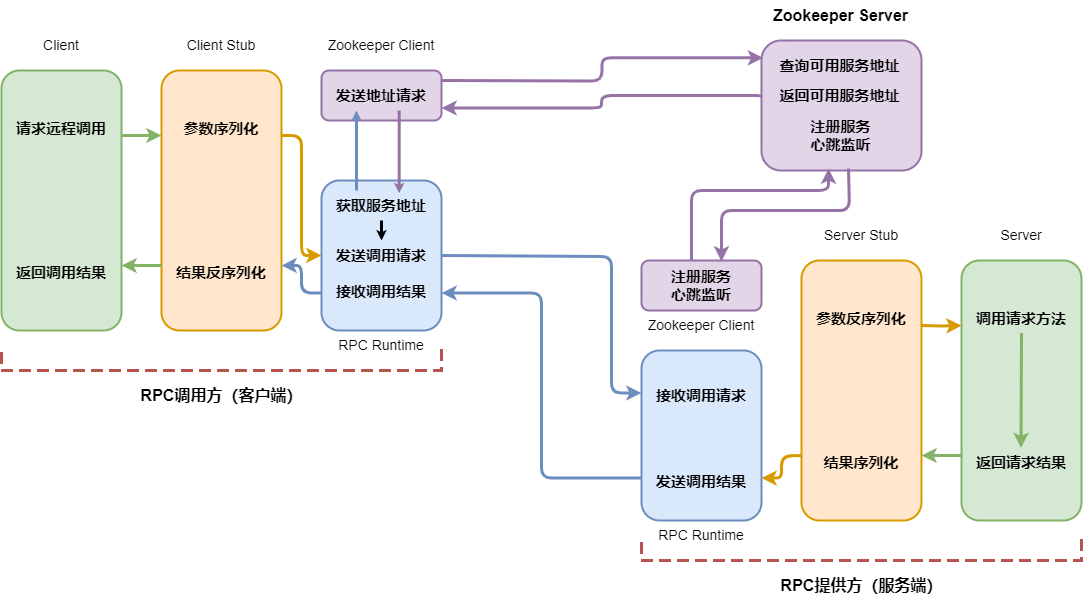 Zookeeper Server
Client
Client Stub
Zookeeper Client
发送地址请求
查询可用服务地址
返回可用服务地址
注册服务
心跳监听
请求远程调用
参数序列化
获取服务地址
发送调用请求
接收调用结果
返回调用结果
结果反序列化
RPC Runtime
RPC调用方（客户端）
注册服务
心跳监听
Zookeeper Client
Server Stub
Server
参数反序列化
调用请求方法
接收调用请求
结果序列化
返回请求结果
发送调用结果
RPC Runtime
RPC提供方（服务端）